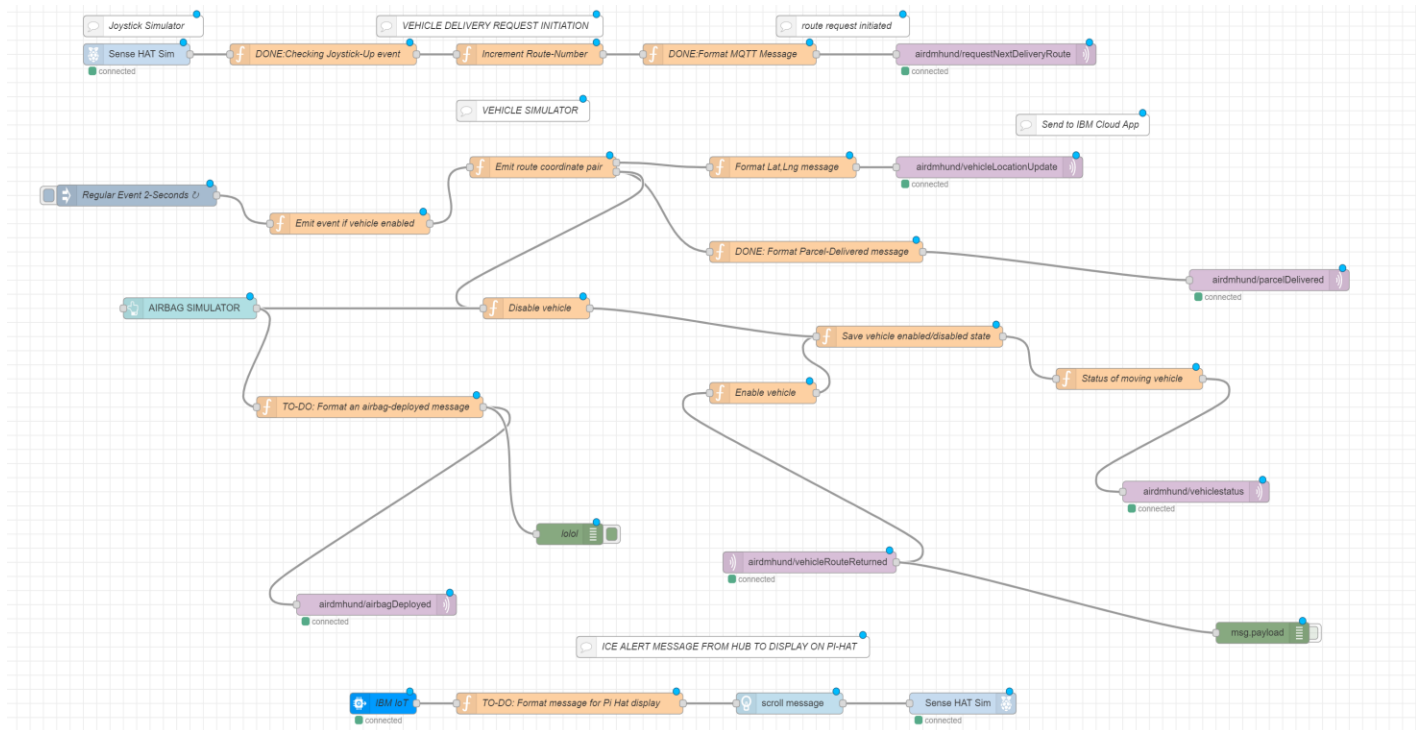 Joystick Simulator
VEHICLE DELIVERY REQUEST INITIATION
route request initiated
Sense HAT Sim
DONE:Checking Joystick-Up event
Increment Route-Number
DONE:Format MQTT Message
airdmhund/requestNextDeliveryRoute
connected
connected
VEHICLE SIMULATOR
Send to IBM Cloud App
Emit route coordinate pair
Format Lat,Lng message
airdmhund/vehicleLocationUpdate
connected
Regular Event 2-Seconds ↻
Emit event if vehicle enabled
DONE: Format Parcel-Delivered message
airdmhund/parcelDelivered
connected
AIRBAG SIMULATOR
Disable vehicle
Save vehicle enabled/disabled state
Status of moving vehicle
Enable vehicle
TO-DO: Format an airbag-deployed message
airdmhund/vehiclestatus
connected
lolol
airdmhund/vehicleRouteReturned
connected
airdmhund/airbagDeployed
connected
msg.payload
ICE ALERT MESSAGE FROM HUB TO DISPLAY ON PI-HAT
IBM IoT
TO-DO: Format message for Pi Hat display
scroll message
Sense HAT Sim
connected
connected